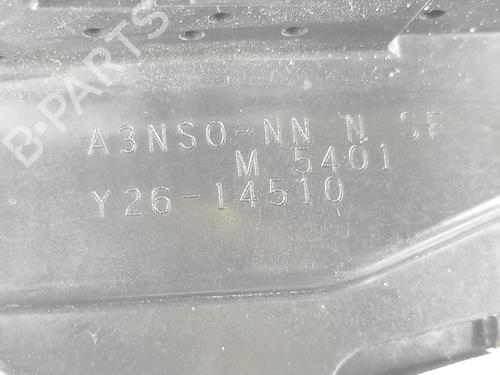 B-PARTS
A3NSO-NN N SF
M 5401
Y26-14510
Y